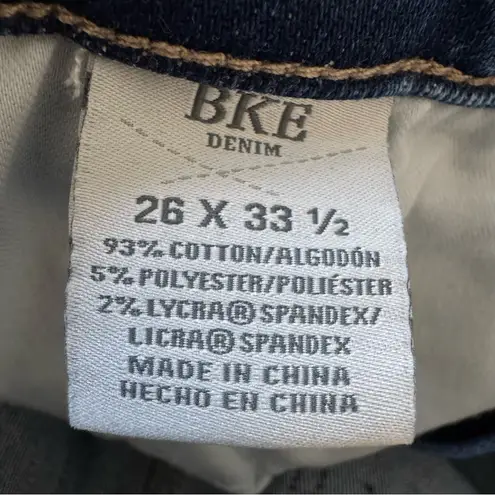 BKE
DENIM
26 X 33 ½
93% COTTON/ALGODÓN
5% POLYESTER/POLIÉSTER
2% LYCRA® SPANDEX/
LICRA® SPANDEX
MADE IN CHINA
HECHO EN CHINA